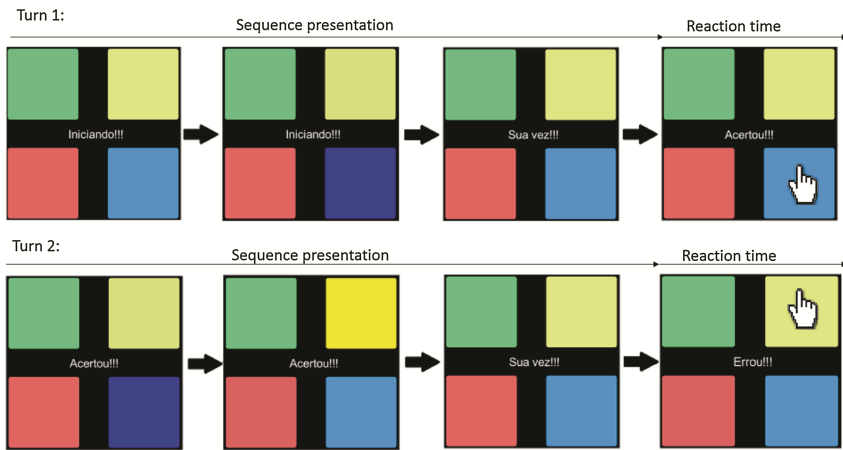 Turn 1:
Sequence presentation
Reaction time
Iniciando!!!
Iniciando!!!
Sua vez!!!
Acertou!!!
Turn 2:
Sequence presentation
Reaction time
Acertou!!!
Acertou!!!
Sua vez!!!
Errou!!!